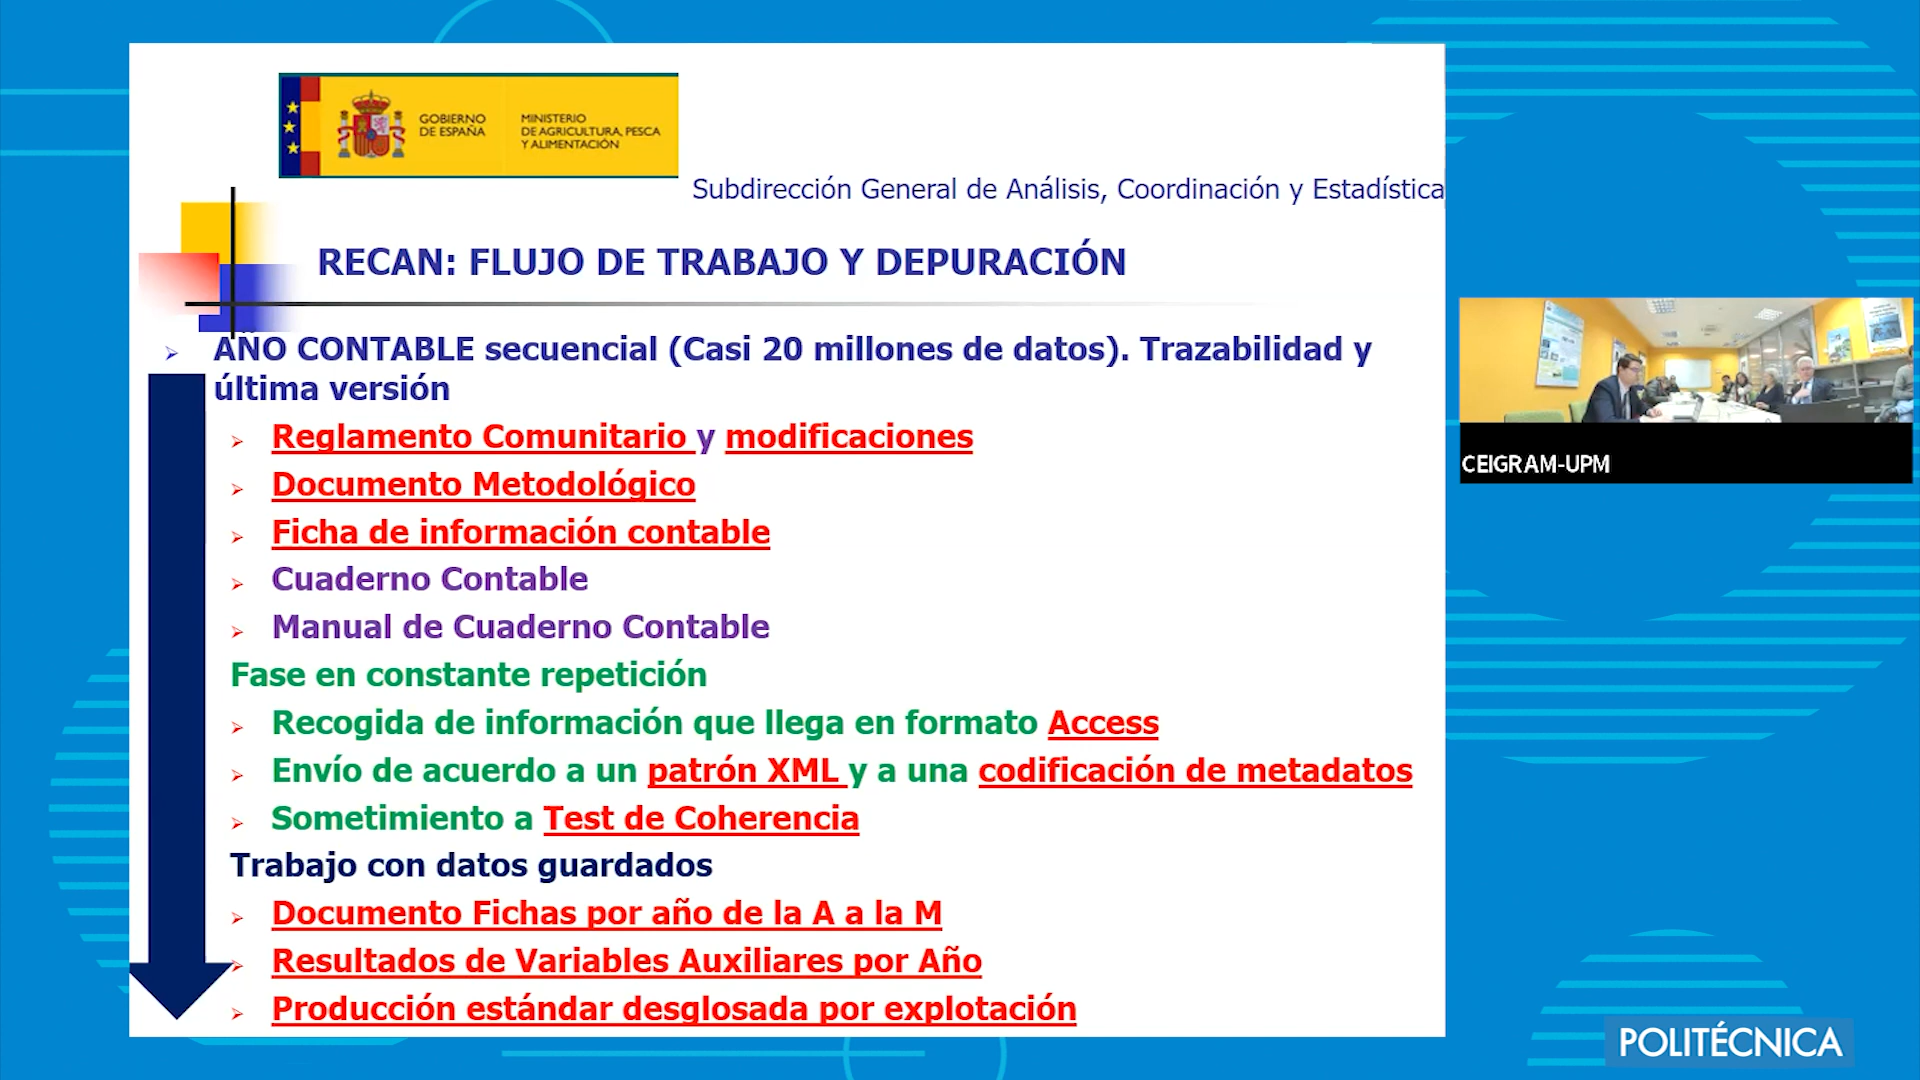 GOBIERNO
DE ESPAÑA
MINISTERIO
DE AGRICULTURA, PESCA
Y ALIMENTACIÓN
Subdirección General de Análisis, Coordinación y Estadística
RECAN: FLUJO DE TRABAJO Y DEPURACIÓN
AÑO CONTABLE secuencial (Casi 20 millones de datos). Trazabilidad y
última versión
Reglamento Comunitario y modificaciones
Documento Metodológico
Ficha de información contable
Cuaderno Contable
Manual de Cuaderno Contable
Fase en constante repetición
Recogida de información que llega en formato Access
Envío de acuerdo a un patrón XML y a una codificación de metadatos
Sometimiento a Test de Coherencia
Trabajo con datos guardados
Documento Fichas por año de la A a la M
Resultados de Variables Auxiliares por Año
Producción estándar desglosada por explotación
CEIGRAM-UPM
POLITÉCNICA